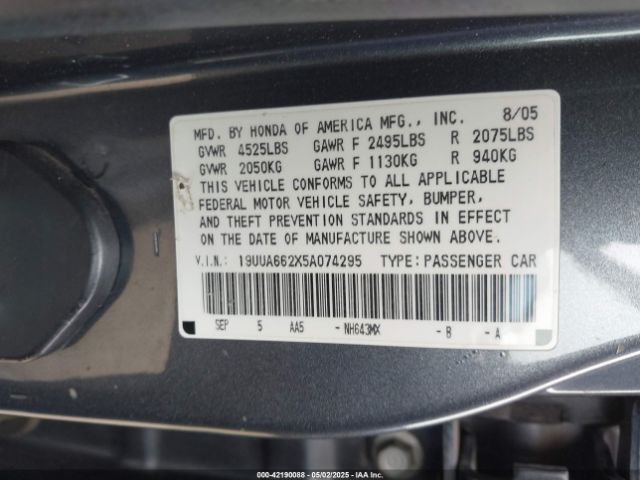 MFD. BY HONDA OF AMERICA MFG., INC. 8/05
GVWR 4525LBS GAWR F 2495LBS R 2075LBS
GVWR 2050KG GAWR F 1130KG R 940KG
THIS VEHICLE CONFORMS TO ALL APPLICABLE
FEDERAL MOTOR VEHICLE SAFETY, BUMPER,
AND THEFT PREVENTION STANDARDS IN EFFECT
ON THE DATE OF MANUFACTURE SHOWN ABOVE.
V.I.N.: 19UUA662X5A074295 TYPE: PASSENGER CAR
SEP 5 AA5 -NH643MX -B -A
000-42190088 - 05/02/2025 - IAA Inc.